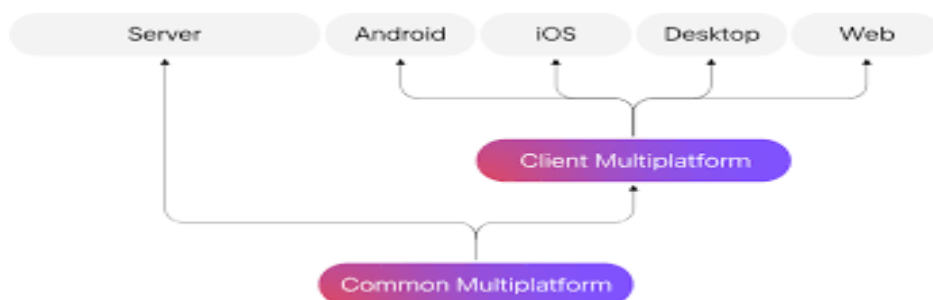 Server
Android
iOS
Desktop
Web
Client Multiplatform
Common Multiplatform